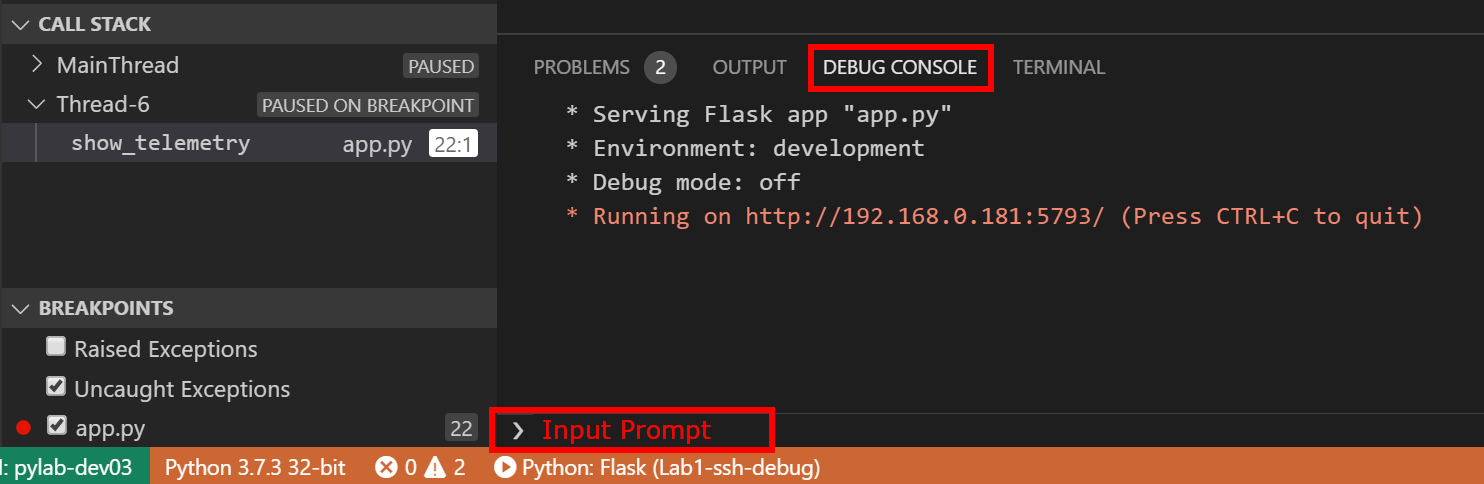 CALL STACK
MainThread PAUSED
Thread-6 PAUSED ON BREAKPOINT
show_telemetry app.py 22:1
BREAKPOINTS
Raised Exceptions
Uncaught Exceptions
app.py 22
PROBLEMS 2 OUTPUT DEBUG CONSOLE TERMINAL
* Serving Flask app "app.py"
* Environment: development
* Debug mode: off
* Running on http://192.168.0.181:5793/ (Press CTRL+C to quit)
Input Prompt
: pylab-dev03 Python 3.7.3 32-bit 0 2 Python: Flask (Lab1-ssh-debug)